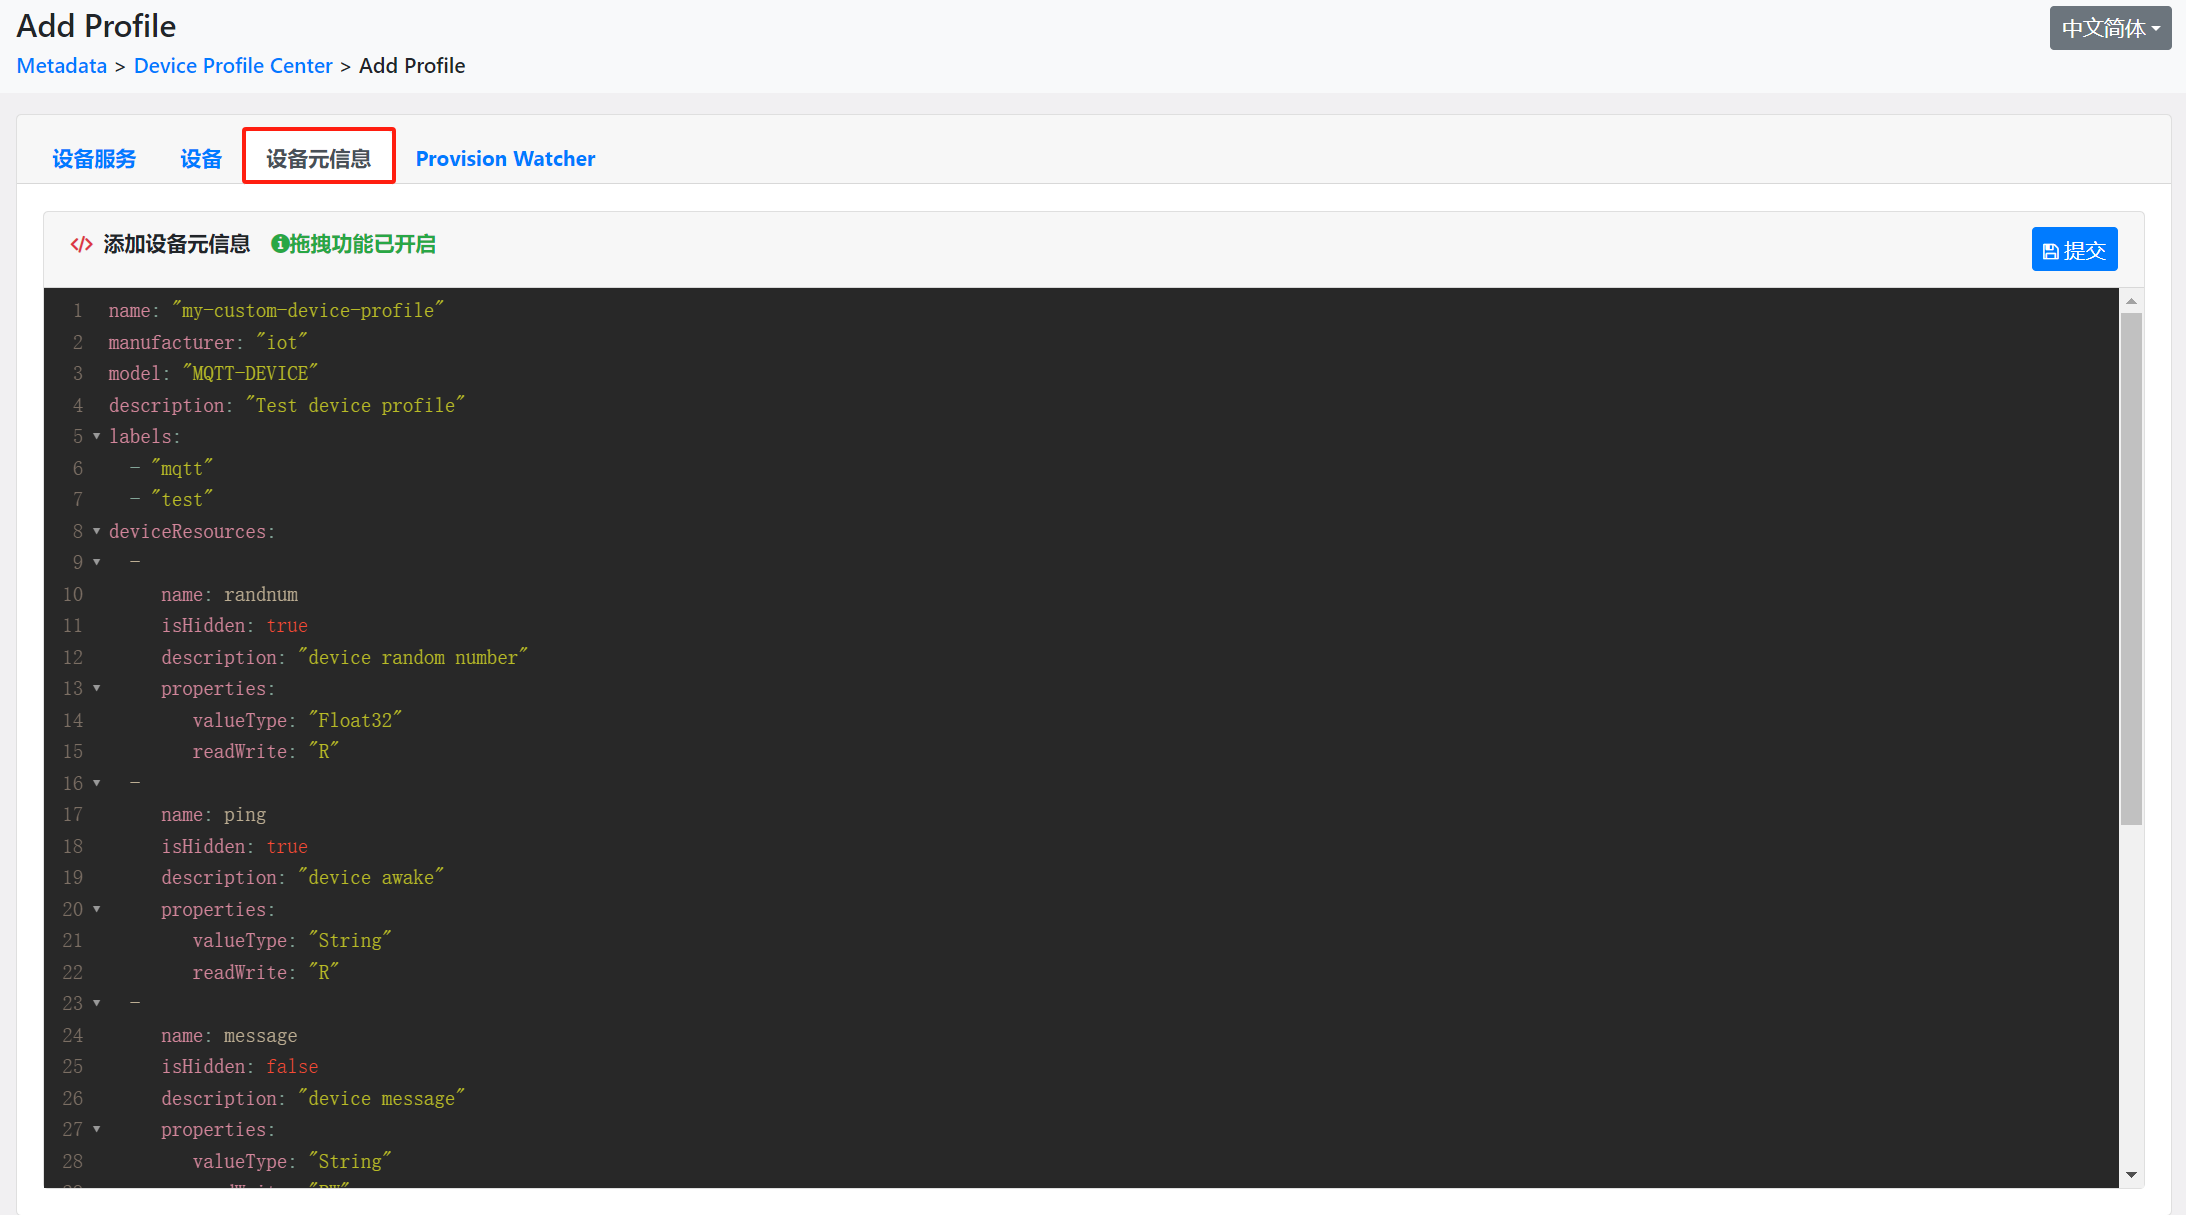 Add Profile
中文简体
Metadata > Device Profile Center > Add Profile
设备服务 设备 设备元信息 Provision Watcher
</> 添加设备元信息 拖拽功能已开启
提交
1 name: "my-custom-device-profile"
2 manufacturer: "iot"
3 model: "MQTT-DEVICE"
4 description: "Test device profile"
5 labels:
6 - "mqtt"
7 - "test"
8 deviceResources:
9 -
10 name: randnum
11 isHidden: true
12 description: "device random number"
13 properties:
14 valueType: "Float32"
15 readWrite: "R"
16 -
17 name: ping
18 isHidden: true
19 description: "device awake"
20 properties:
21 valueType: "String"
22 readWrite: "R"
23 -
24 name: message
25 isHidden: false
26 description: "device message"
27 properties:
28 valueType: "String"